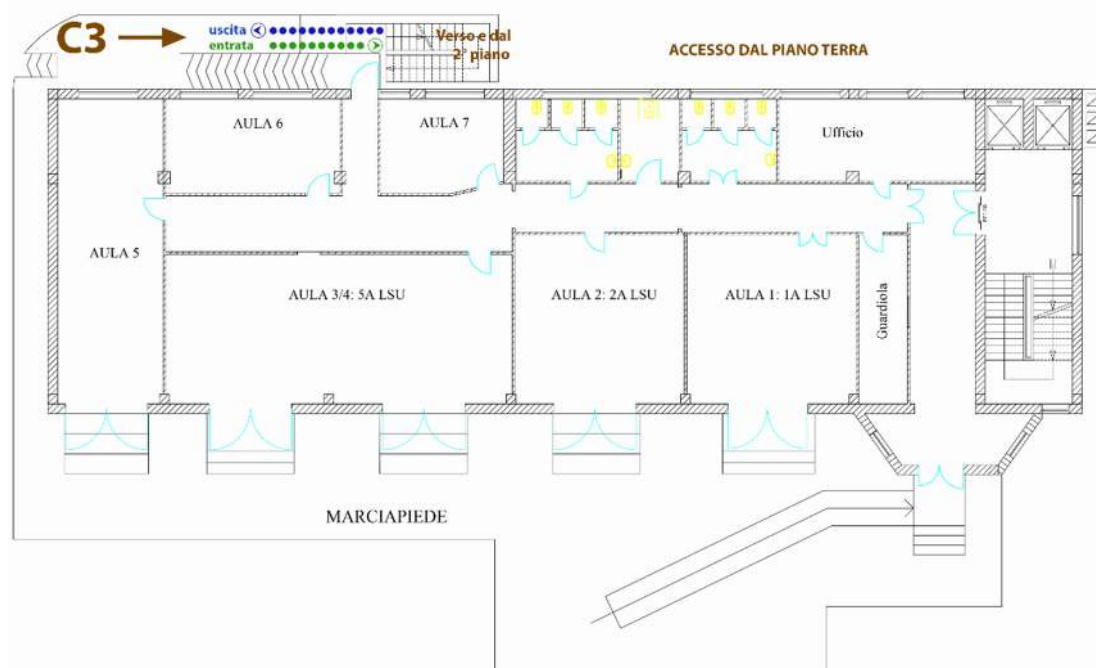 C3
uscita
entrata
Verso e dal
2° piano
ACCESSO DAL PIANO TERRA
AULA 6
AULA 7
Ufficio
AULA 5
AULA 3/4: 5A LSU
AULA 2: 2A LSU
AULA 1: 1A LSU
Guardiola
MARCIAPIEDE